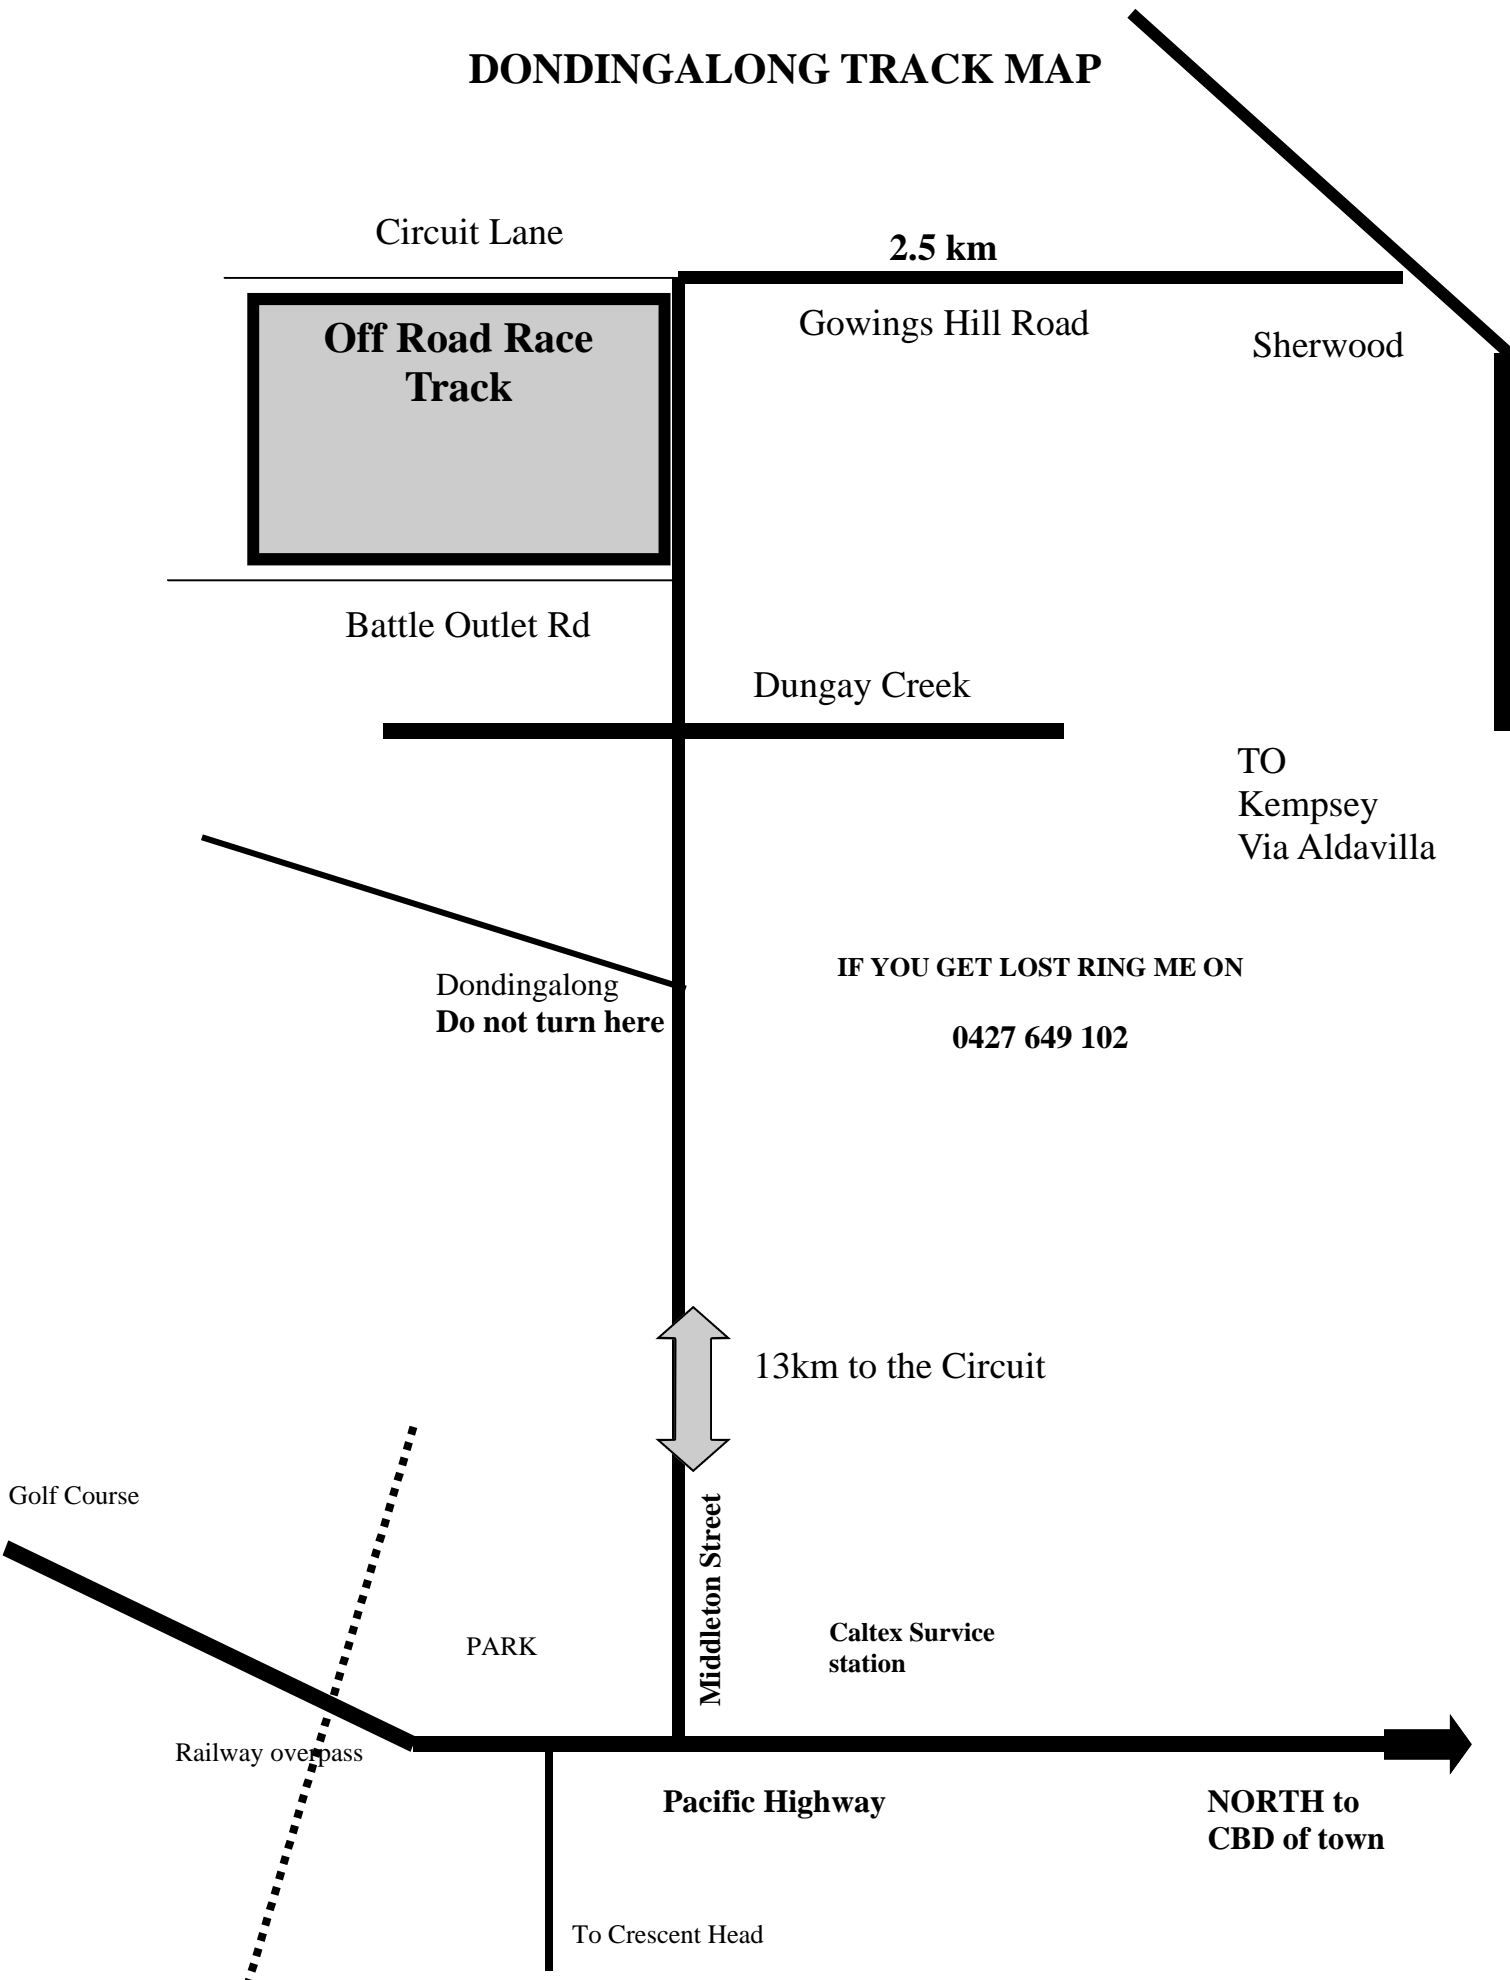 DONDINGALONG TRACK MAP
Circuit Lane
2.5 km
Off Road Race
Track
Gowings Hill Road
Sherwood
Battle Outlet Rd
Dungay Creek
TO
Kempsey
Via Aldavilla
Dondingalong
Do not turn here
IF YOU GET LOST RING ME ON
0427 649 102
13km to the Circuit
Golf Course
Middleton Street
PARK
Caltex Survice
station
Railway overpass
Pacific Highway
NORTH to
CBD of town
To Crescent Head